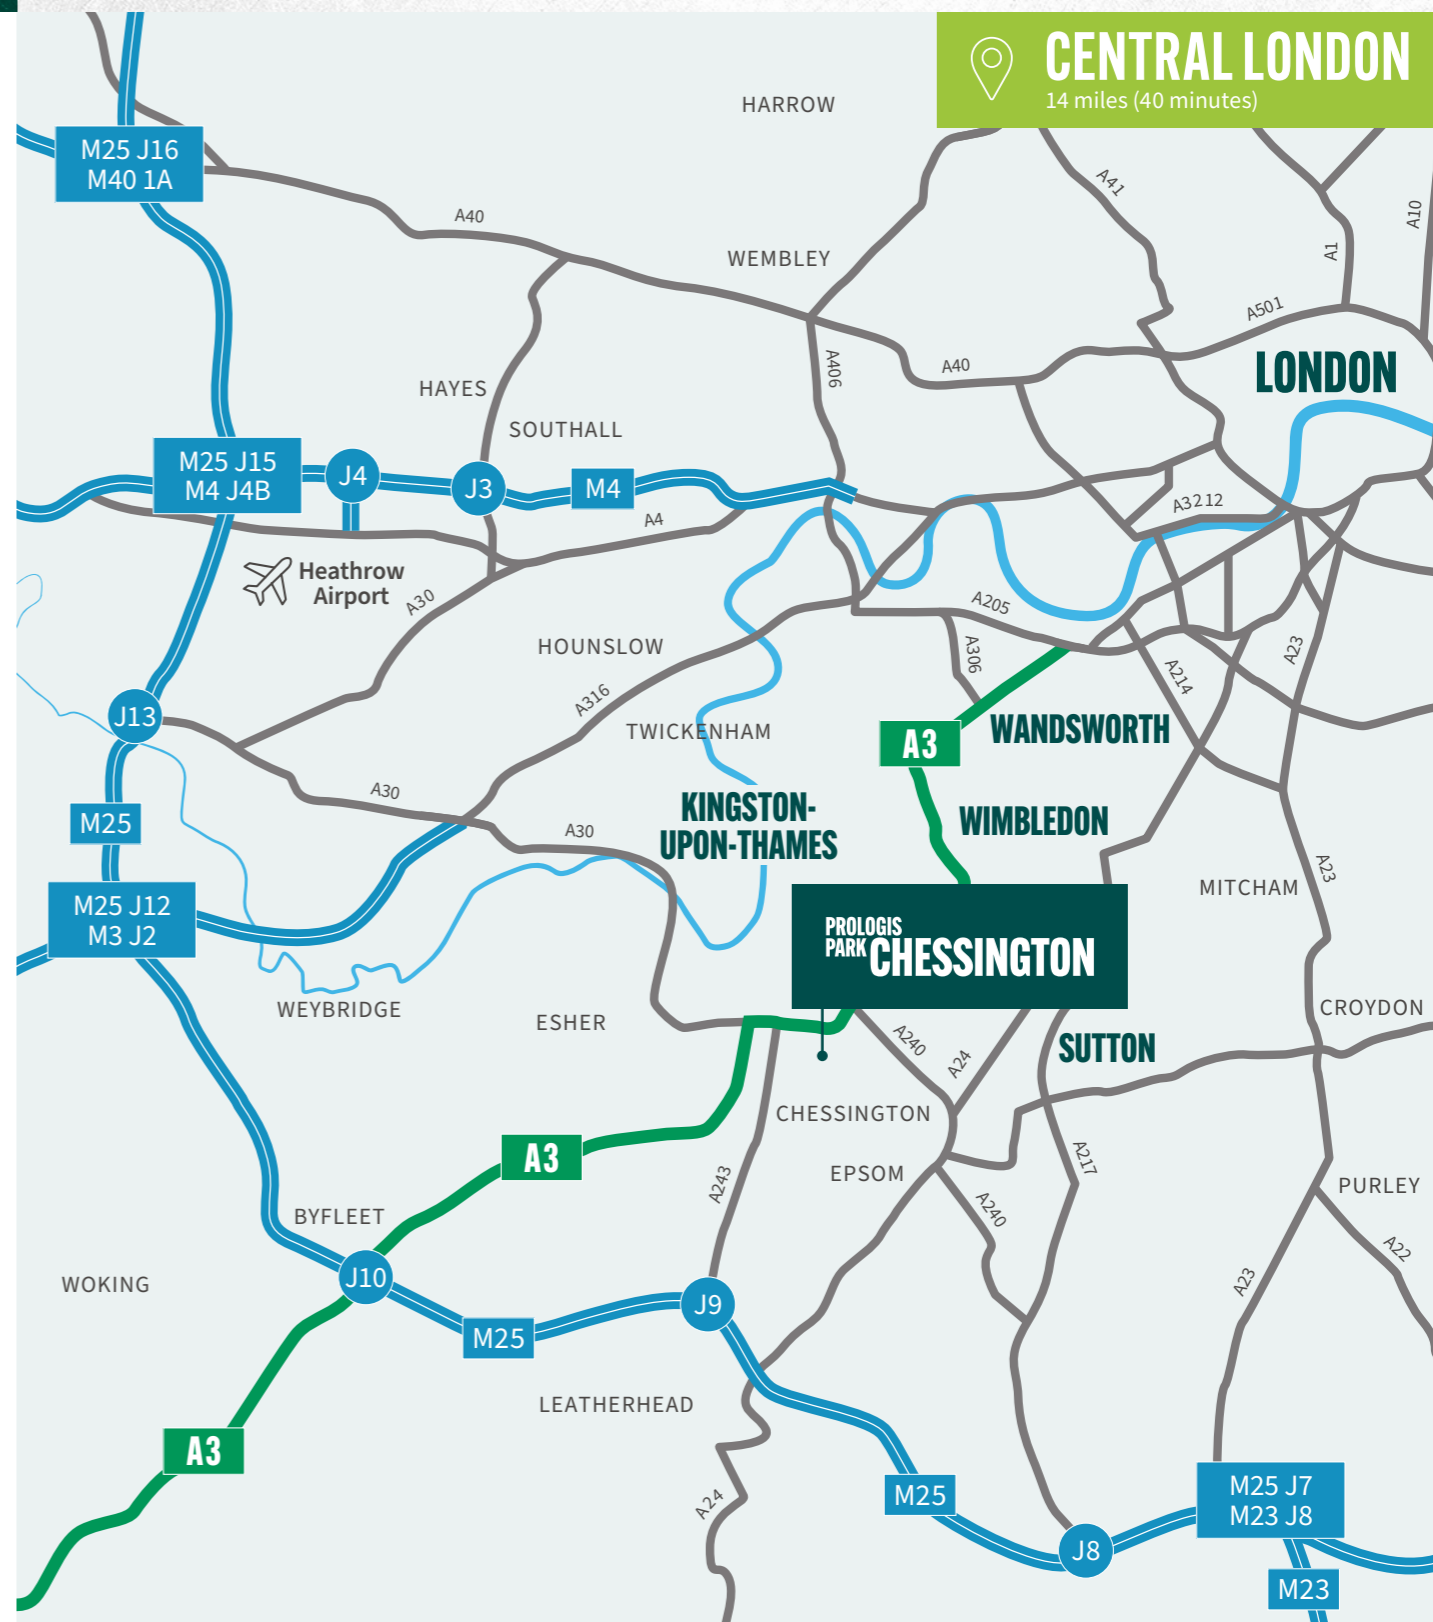 CENTRAL LONDON
14 miles (40 minutes)
HARROW
M25 J16
M40 1A
A41
A10
A40
A1
WEMBLEY
A501
A406
A40
LONDON
HAYES
SOUTHALL
M25 J15
M4 J4B
J4
J3
M4
A3212
A4
Heathrow
Airport
A30
A205
HOUNSLOW
A306
A23
A214
A316
J13
TWICKENHAM
WANDSWORTH
A3
A30
M25
A30
KINGSTON-
UPON-THAMES
WIMBLEDON
A23
MITCHAM
M25 J12
M3 J2
PROLOGIS
PARK CHESSINGTON
WEYBRIDGE
ESHER
CROYDON
A240
A24
SUTTON
CHESSINGTON
A3
A217
EPSOM
A243
PURLEY
BYFLEET
A240
A22
WOKING
J10
A23
J9
M25
LEATHERHEAD
A3
M25
A24
M25 J7
M23 J8
J8
M23